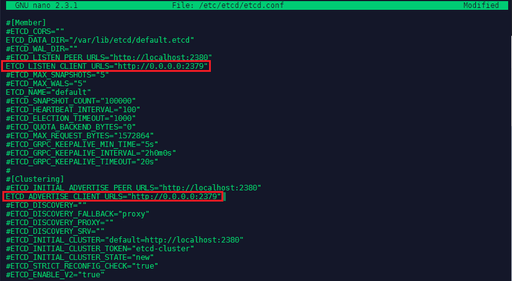 GNU nano 2.3.1 File: /etc/etcd/etcd.conf Modified
#[Member]
#ETCD_CORS=""
ETCD_DATA_DIR="/var/lib/etcd/default.etcd"
#ETCD_WAL_DIR=""
#ETCD_LISTEN_PEER_URLS="http://localhost:2380"
ETCD_LISTEN_CLIENT_URLS="http://0.0.0.0:2379"
#ETCD_MAX_SNAPSHOTS="5"
#ETCD_MAX_WALS="5"
ETCD_NAME="default"
#ETCD_SNAPSHOT_COUNT="100000"
#ETCD_HEARTBEAT_INTERVAL="100"
#ETCD_ELECTION_TIMEOUT="1000"
#ETCD_QUOTA_BACKEND_BYTES="0"
#ETCD_MAX_REQUEST_BYTES="1572864"
#ETCD_GRPC_KEEPALIVE_MIN_TIME="5s"
#ETCD_GRPC_KEEPALIVE_INTERVAL="2h0m0s"
#ETCD_GRPC_KEEPALIVE_TIMEOUT="20s"
#
#[Clustering]
#ETCD_INITIAL_ADVERTISE_PEER_URLS="http://localhost:2380"
ETCD_ADVERTISE_CLIENT_URLS="http://0.0.0.0:2379"
#ETCD_DISCOVERY=""
#ETCD_DISCOVERY_FALLBACK="proxy"
#ETCD_DISCOVERY_PROXY=""
#ETCD_DISCOVERY_SRV=""
#ETCD_INITIAL_CLUSTER="default=http://localhost:2380"
#ETCD_INITIAL_CLUSTER_TOKEN="etcd-cluster"
#ETCD_INITIAL_CLUSTER_STATE="new"
#ETCD_STRICT_RECONFIG_CHECK="true"
#ETCD_ENABLE_V2="true"